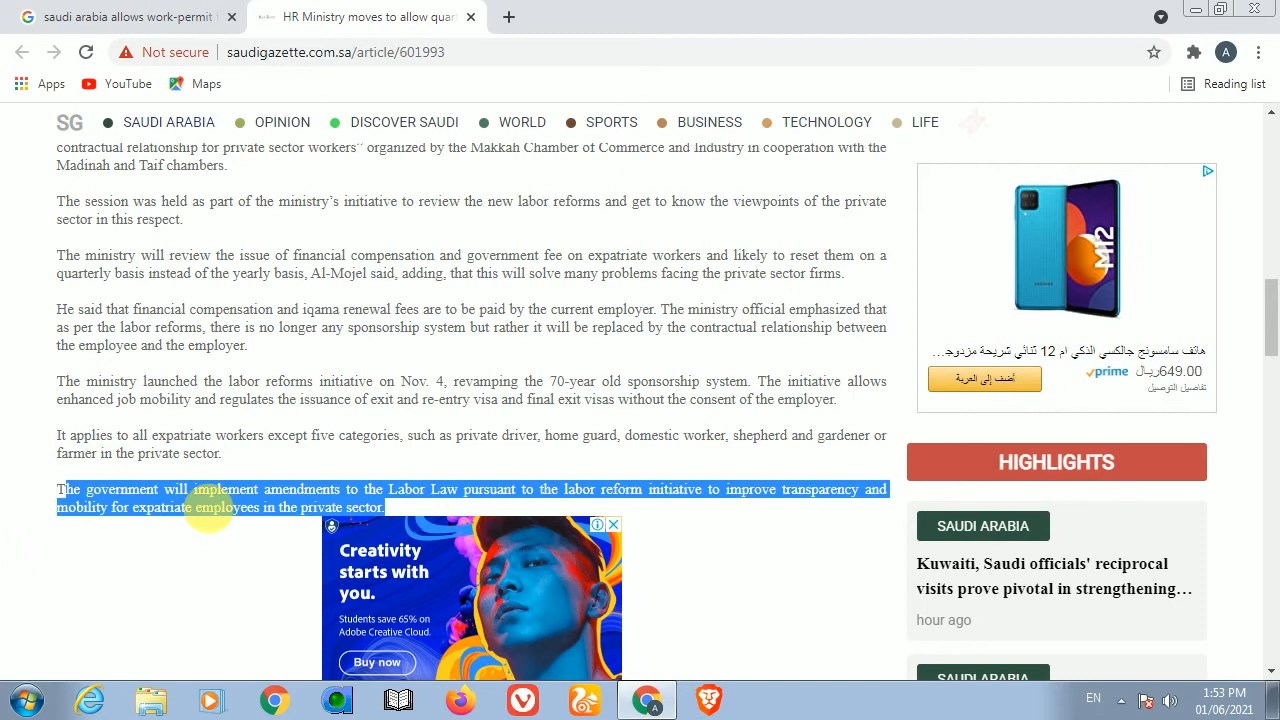 saudi arabia allows work-permit
HR Ministry moves to allow quar
Not secure
saudigazette.com.sa/article/601993
A
Apps
YouTube
Maps
Reading list
SG
SAUDI ARABIA
OPINION
DISCOVER SAUDI
WORLD
SPORTS
BUSINESS
TECHNOLOGY
LIFE
contractual relationship for private sector workers" organized by the Makkah Chamber of Commerce and Industry in cooperation with the
Madinah and Taif chambers.
The session was held as part of the ministry's initiative to review the new labor reforms and get to know the viewpoints of the private
sector in this respect.
The ministry will review the issue of financial compensation and government fee on expatriate workers and likely to reset them on a
quarterly basis instead of the yearly basis, Al-Mojel said, adding, that this will solve many problems facing the private sector firms.
He said that financial compensation and iqama renewal fees are to be paid by the current employer. The ministry official emphasized that
as per the labor reforms, there is no longer any sponsorship system but rather it will be replaced by the contractual relationship between
the employee and the employer.
The ministry launched the labor reforms initiative on Nov. 4, revamping the 70-year old sponsorship system. The initiative allows
enhanced job mobility and regulates the issuance of exit and re-entry visa and final exit visas without the consent of the employer.
It applies to all expatriate workers except five categories, such as private driver, home guard, domestic worker, shepherd and gardener or
farmer in the private sector.
The government will implement amendments to the Labor Law pursuant to the labor reform initiative to improve transparency and
mobility for expatriate employees in the private sector.
Creativity
starts with
you.
Students save 65% on
Adobe Creative Cloud.
Buy now
M12
SAMSUNG
هاتف سامسونج جالكسي الذكي ام 12 ثنائي شريحة مزدوج...
649.00ريال
prime
أضف إلى العربة
تفاصيل التوصيل
HIGHLIGHTS
SAUDI ARABIA
Kuwaiti, Saudi officials' reciprocal
visits prove pivotal in strengthening...
hour ago
SAUDI ARABIA
A
EN
1:53 PM
01/06/2021